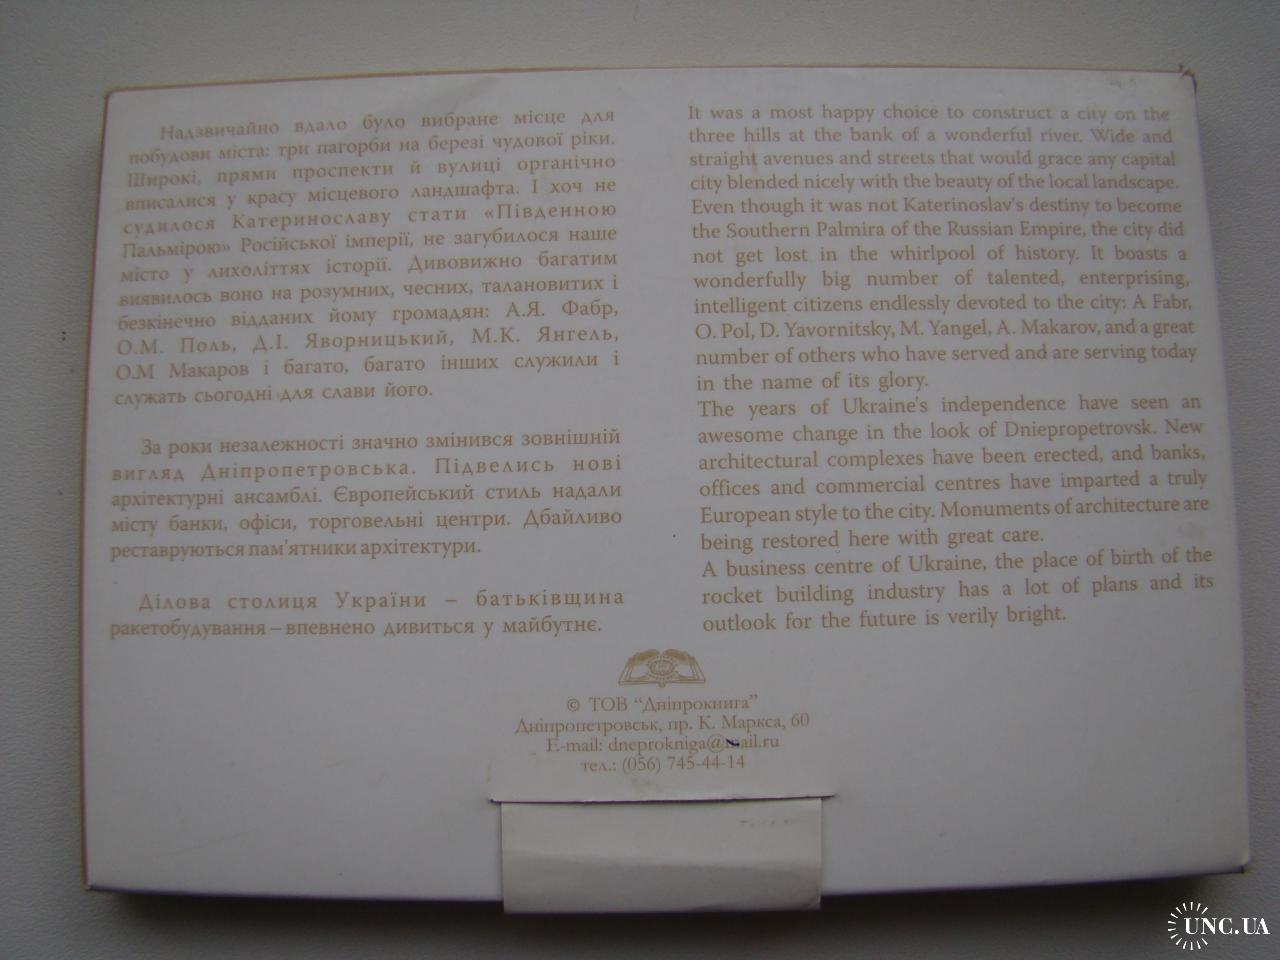 Надзвичайно вдало було вибране місце для
побудови міста: три пагорби на березі чудової ріки.
Широкі, прями проспекти й вулиці органічно
вписалися у красу місцевого ландшафта. І хоч не
судилося Катеринославу стати «Південною
Пальмірою» Російської імперії, не загубилося наше
місто у лихоліттях історії. Дивовижно багатим
виявилось воно на розумних, чесних, талановитих і
безкінечно відданих йому громадян: А.Я. Фабр,
О.М. Поль, Д.І. Яворницький, М.К. Янгель,
О.М Макаров і багато, багато інших служили і
служать сьогодні для слави його.
За роки незалежності значно змінився зовнішній
вигляд Дніпропетровська. Підвелись нові
архітектурні ансамблі. Європейський стиль надали
місту банки, офіси, торговельні центри. Дбайливо
реставруються пам'ятники архітектури.
Ділова столиця України – батьківщина
ракетобудування – впевнено дивиться у майбутнє.
It was a most happy choice to construct a city on the
three hills at the bank of a wonderful river. Wide and
straight avenues and streets that would grace any capital
city blended nicely with the beauty of the local landscape.
Even though it was not Katerinoslav's destiny to become
the Southern Palmira of the Russian Empire, the city did
not get lost in the whirlpool of history. It boasts a
wonderfully big number of talented, enterprising,
intelligent citizens endlessly devoted to the city: A Fabr,
O. Pol, D. Yavornitsky, M. Yangel, A. Makarov, and a great
number of others who have served and are serving today
in the name of its glory.
The years of Ukraine's independence have seen an
awesome change in the look of Dniepropetrovsk. New
architectural complexes have been erected, and banks,
offices and commercial centres have imparted a truly
European style to the city. Monuments of architecture are
being restored here with great care.
A business centre of Ukraine, the place of birth of the
rocket building industry has a lot of plans and its
outlook for the future is verily bright.
© ТОВ “Дніпрокнига”
Дніпропетровськ, пр. К. Маркса, 60
E-mail: dneprokniga@mail.ru
тел.: (056) 745-44-14
UNC.UA